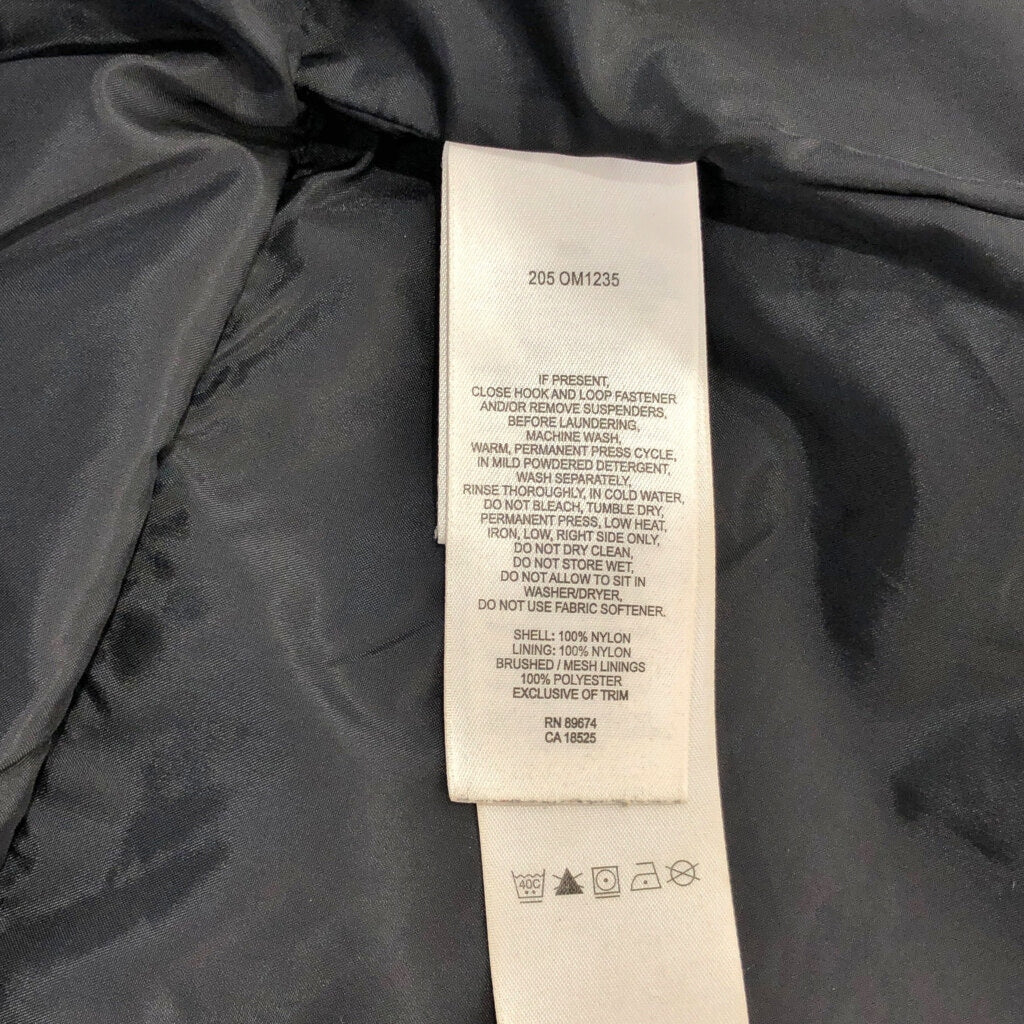 205 OM1235
IF PRESENT,
CLOSE HOOK AND LOOP FASTENER
AND/OR REMOVE SUSPENDERS,
BEFORE LAUNDERING,
MACHINE WASH,
WARM, PERMANENT PRESS CYCLE,
IN MILD POWDERED DETERGENT,
WASH SEPARATELY,
RINSE THOROUGHLY, IN COLD WATER,
DO NOT BLEACH, TUMBLE DRY,
PERMANENT PRESS, LOW HEAT,
IRON, LOW, RIGHT SIDE ONLY,
DO NOT DRY CLEAN,
DO NOT STORE WET,
DO NOT ALLOW TO SIT IN
WASHER/DRYER,
DO NOT USE FABRIC SOFTENER.
SHELL: 100% NYLON
LINING: 100% NYLON
BRUSHED / MESH LININGS
100% POLYESTER
EXCLUSIVE OF TRIM
RN 89674
CA 18525
40C